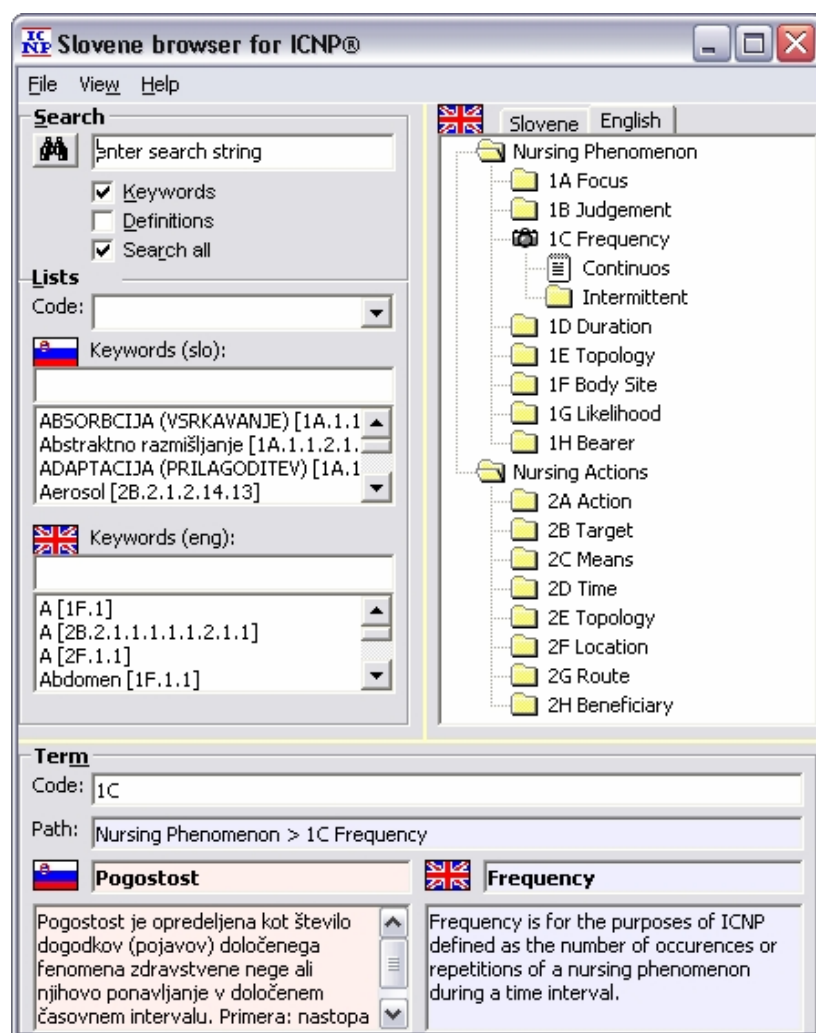 IC
NP
Slovene browser for ICNP®
File View Help
Search
enter search string
Keywords
Definitions
Search all
Lists
Code:
Keywords (slo):
ABSORBCIJA (VSRKAVANJE) [1A.1.1
Abstraktno razmišljanje [1A.1.1.2.1.
ADAPTACIJA (PRILAGODITEV) [1A.1
Aerosol [2B.2.1.2.14.13]
Keywords (eng):
A [1F.1]
A [2B.2.1.1.1.1.1.2.1.1]
A [2F.1.1]
Abdomen [1F.1.1]
Slovene English
Nursing Phenomenon
1A Focus
1B Judgement
1C Frequency
Continuos
Intermittent
1D Duration
1E Topology
1F Body Site
1G Likelihood
1H Bearer
Nursing Actions
2A Action
2B Target
2C Means
2D Time
2E Topology
2F Location
2G Route
2H Beneficiary
Term
Code: 1C
Path: Nursing Phenomenon > 1C Frequency
Pogostost
Pogostost je opredeljena kot število
dogodkov (pojavov) določenega
fenomena zdravstvene nege ali
njihovo ponavljanje v določenem
časovnem intervalu. Primera: nastopa
Frequency
Frequency is for the purposes of ICNP
defined as the number of occurences or
repetitions of a nursing phenomenon
during a time interval.